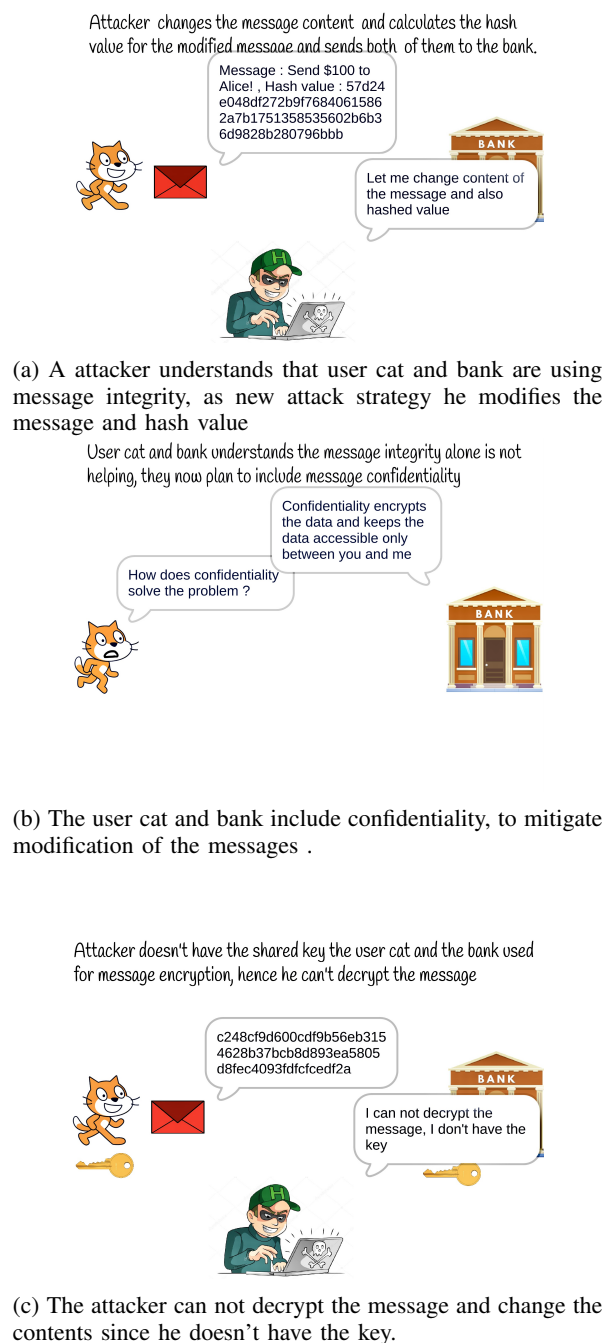 Attacker changes the message content and calculates the hash
value for the modified message and sends both of them to the bank.
Message : Send $100 to
Alice! , Hash value : 57d24
e048df272b9f7684061586
2a7b1751358535602b6b3
6d9828b280796bbb
BANK
Let me change content of
the message and also
hashed value
H
(a) A attacker understands that user cat and bank are using
message integrity, as new attack strategy he modifies the
message and hash value
User cat and bank understands the message integrity alone is not
helping, they now plan to include message confidentiality
Confidentiality encrypts
the data and keeps the
data accessible only
between you and me
How does confidentiality
solve the problem ?
BANK
(b) The user cat and bank include confidentiality, to mitigate
modification of the messages .
Attacker doesn't have the shared key the user cat and the bank used
for message encryption, hence he can't decrypt the message
c248cf9d600cdf9b56eb315
4628b37bcb8d893ea5805
d8fec4093fdfcfcedf2a
BANK
I can not decrypt the
message, I don't have the
key
H
(c) The attacker can not decrypt the message and change the
contents since he doesn't have the key.